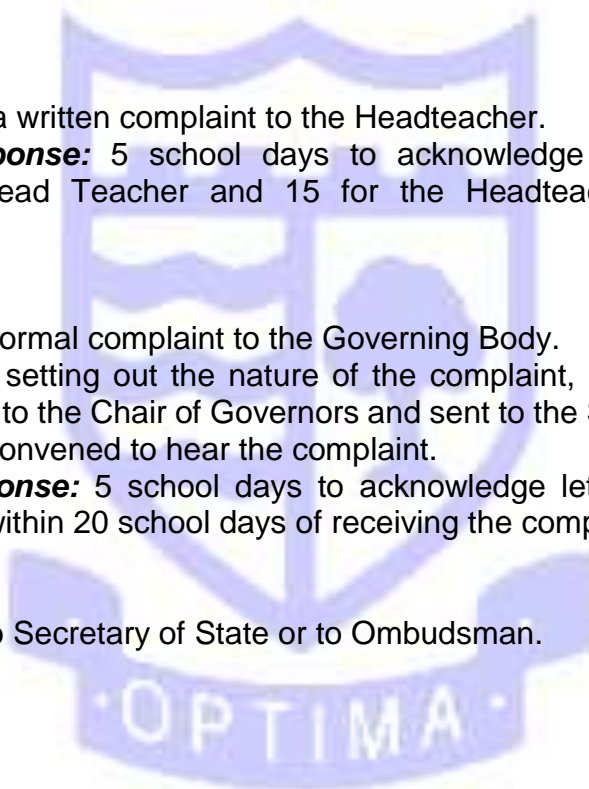 a written complaint to the Headteacher.
ponse: 5 school days to acknowledge
ead Teacher and 15 for the Headteac
ormal complaint to the Governing Body.
setting out the nature of the complaint,
to the Chair of Governors and sent to the S
onvened to hear the complaint.
onse: 5 school days to acknowledge let
within 20 school days of receiving the comp
o Secretary of State or to Ombudsman.
·OPTIMA·